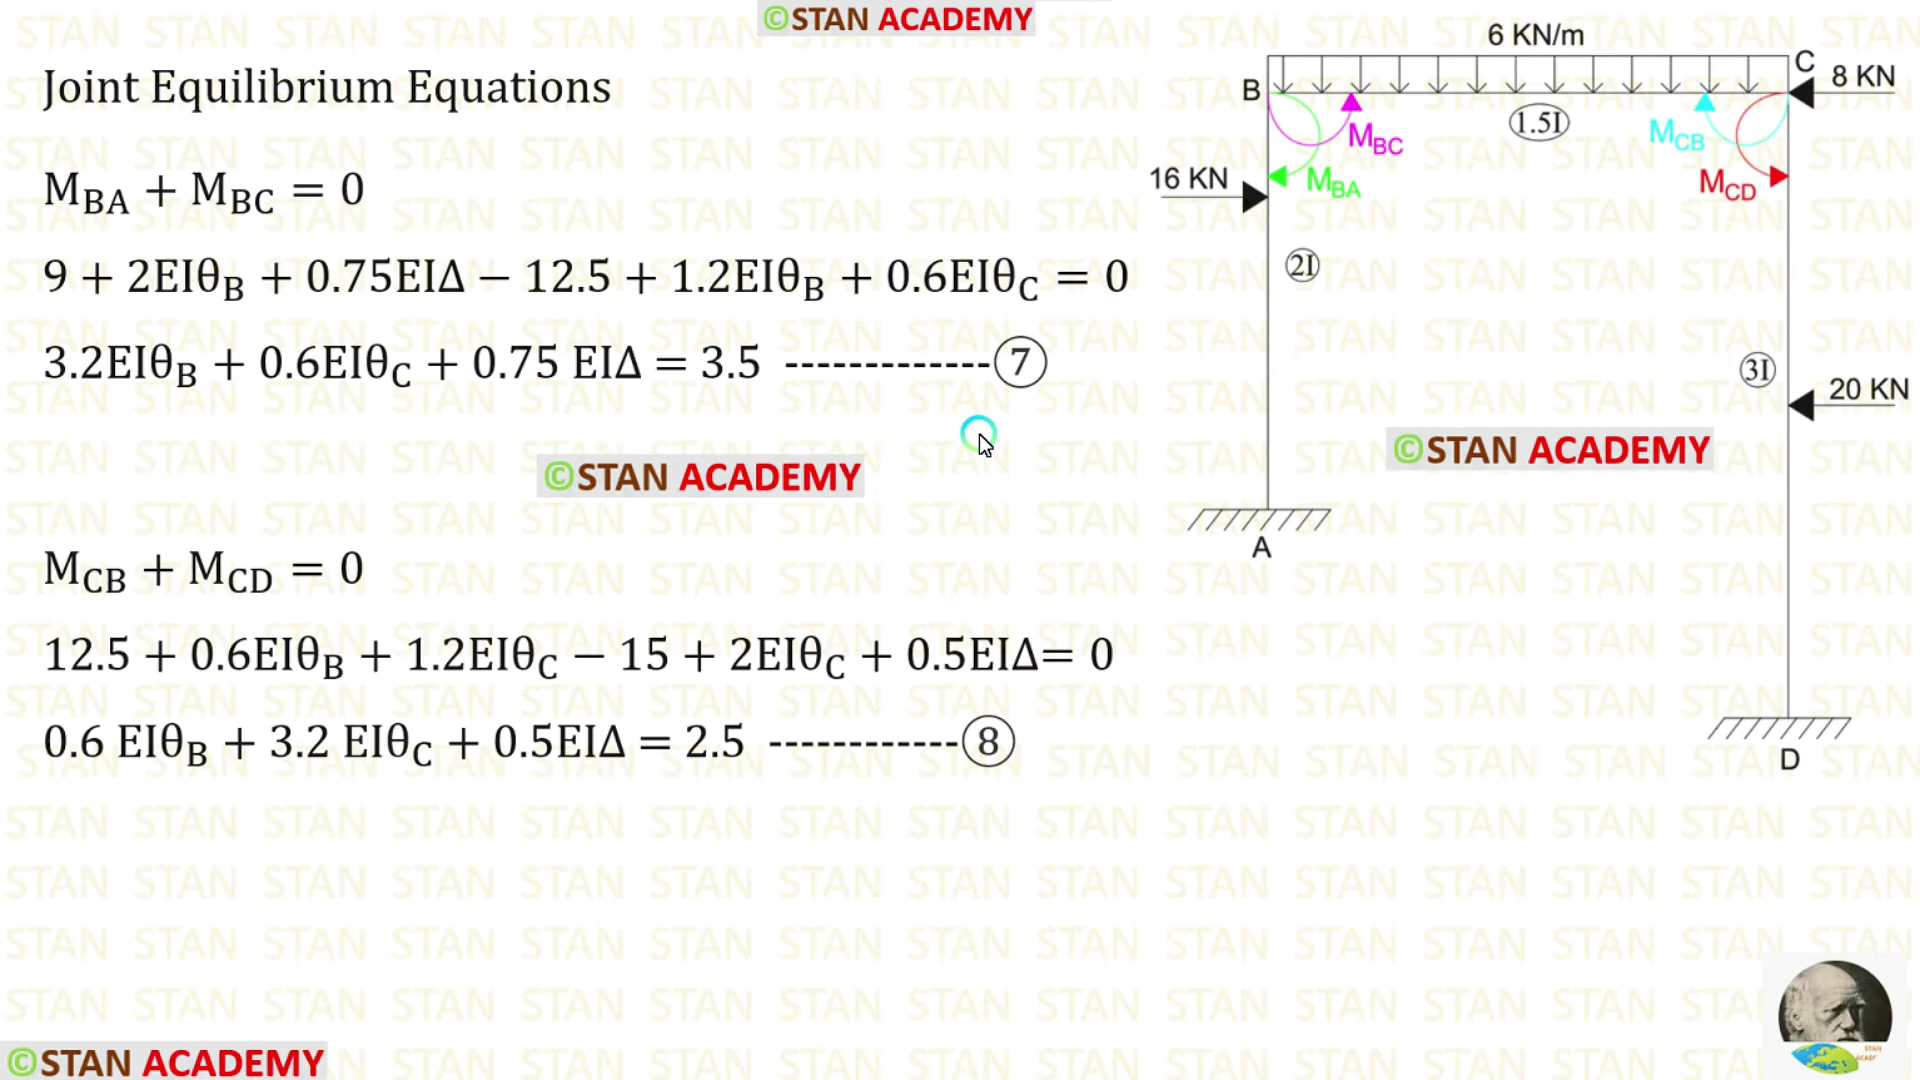 ©STAN ACADEMY
Joint Equilibrium Equations
M_BA + M_BC = 0
9 + 2EIθ_B + 0.75EIΔ − 12.5 + 1.2EIθ_B + 0.6EIθ_C = 0
3.2EIθ_B + 0.6EIθ_C + 0.75 EIΔ = 3.5 -------------⑦
©STAN ACADEMY
M_CB + M_CD = 0
12.5 + 0.6EIθ_B + 1.2EIθ_C − 15 + 2EIθ_C + 0.5EIΔ= 0
0.6 EIθ_B + 3.2 EIθ_C + 0.5EIΔ = 2.5 ------------⑧
6 KN/m
B
C
8 KN
1.5I
M_BC
M_CB
16 KN
M_BA
M_CD
2I
3I
20 KN
©STAN ACADEMY
A
D
©STAN ACADEMY